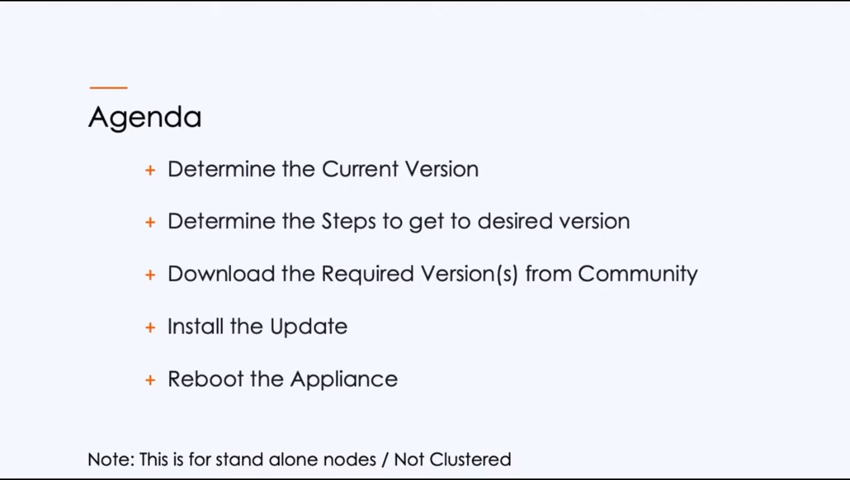 Agenda
+ Determine the Current Version
+ Determine the Steps to get to desired version
+ Download the Required Version(s) from Community
+ Install the Update
+ Reboot the Appliance
Note: This is for stand alone nodes / Not Clustered